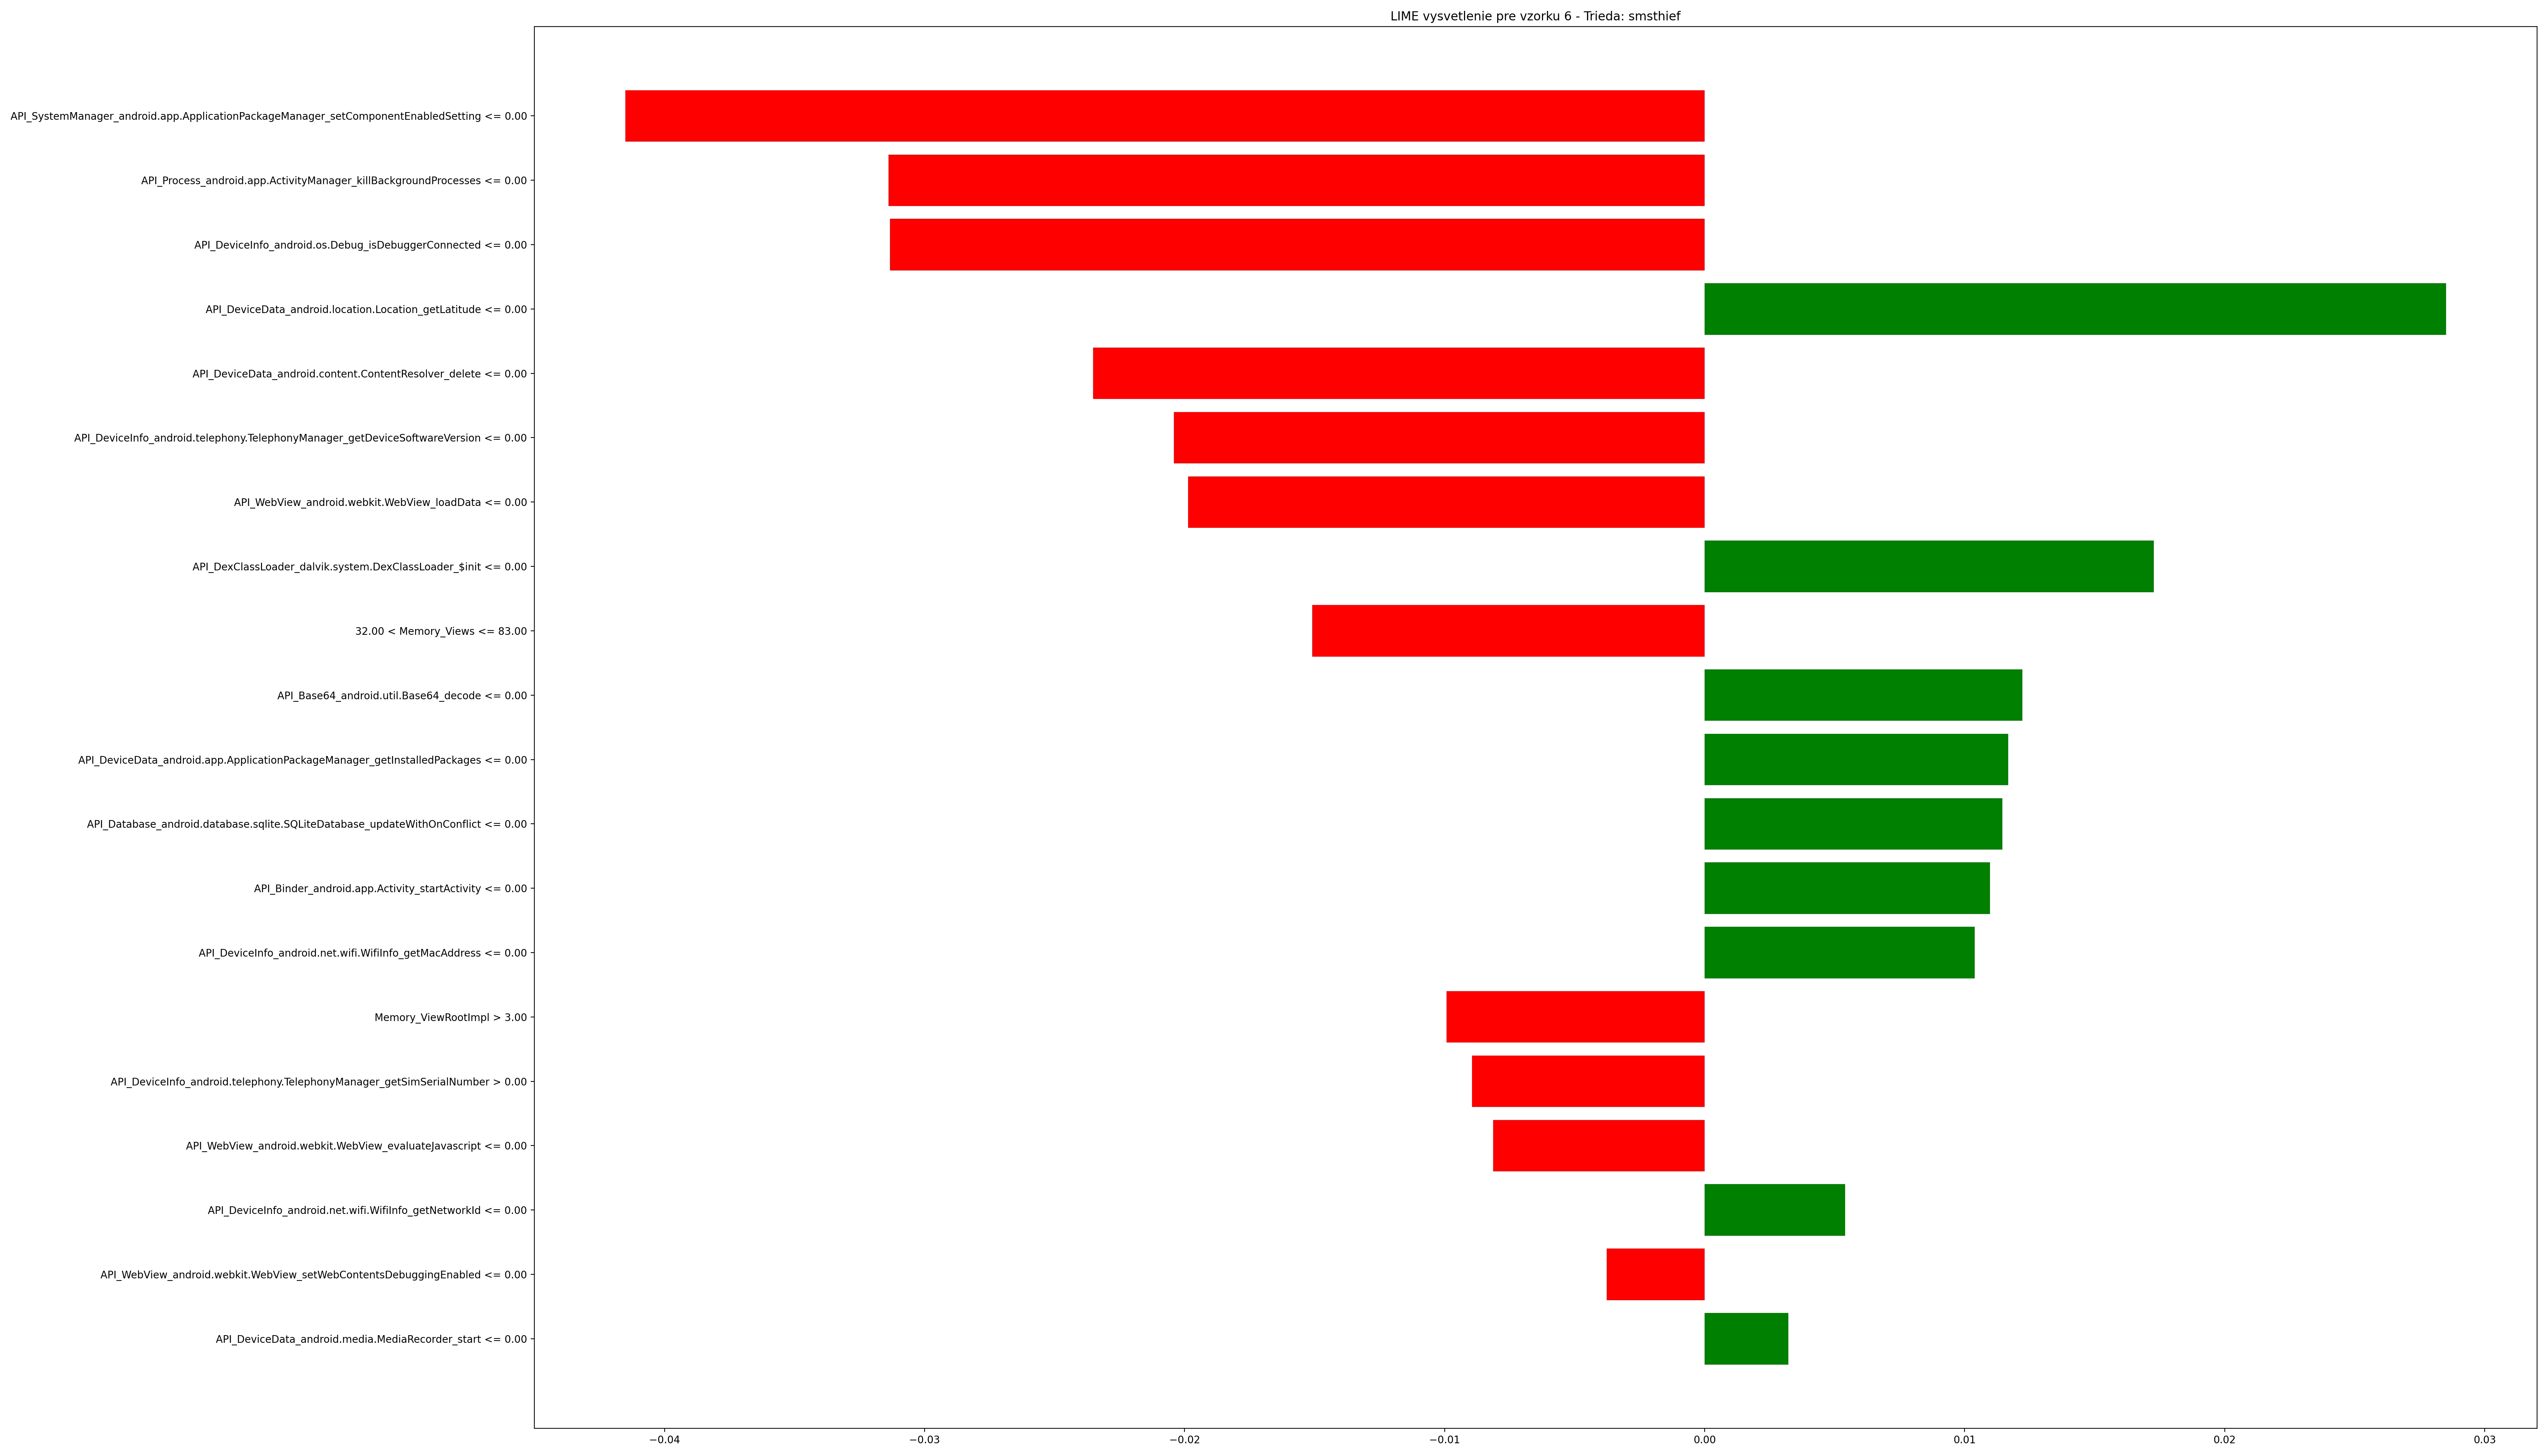 LIME vysvetlenie pre vzorku 6 - Trieda: smsthief
API_SystemManager_android.app.ApplicationPackageManager_setComponentEnabledSetting <= 0.00
API_Process_android.app.ActivityManager_killBackgroundProcesses <= 0.00
API_DeviceInfo_android.os.Debug_isDebuggerConnected <= 0.00
API_DeviceData_android.location.Location_getLatitude <= 0.00
API_DeviceData_android.content.ContentResolver_delete <= 0.00
API_DeviceInfo_android.telephony.TelephonyManager_getDeviceSoftwareVersion <= 0.00
API_WebView_android.webkit.WebView_loadData <= 0.00
API_DexClassLoader_dalvik.system.DexClassLoader_$init <= 0.00
32.00 < Memory_Views <= 83.00
API_Base64_android.util.Base64_decode <= 0.00
API_DeviceData_android.app.ApplicationPackageManager_getInstalledPackages <= 0.00
API_Database_android.database.sqlite.SQLiteDatabase_updateWithOnConflict <= 0.00
API_Binder_android.app.Activity_startActivity <= 0.00
API_DeviceInfo_android.net.wifi.WifiInfo_getMacAddress <= 0.00
Memory_ViewRootImpl > 3.00
API_DeviceInfo_android.telephony.TelephonyManager_getSimSerialNumber > 0.00
API_WebView_android.webkit.WebView_evaluateJavascript <= 0.00
API_DeviceInfo_android.net.wifi.WifiInfo_getNetworkId <= 0.00
API_WebView_android.webkit.WebView_setWebContentsDebuggingEnabled <= 0.00
API_DeviceData_android.media.MediaRecorder_start <= 0.00
−0.04 −0.03 −0.02 −0.01 0.00 0.01 0.02 0.03